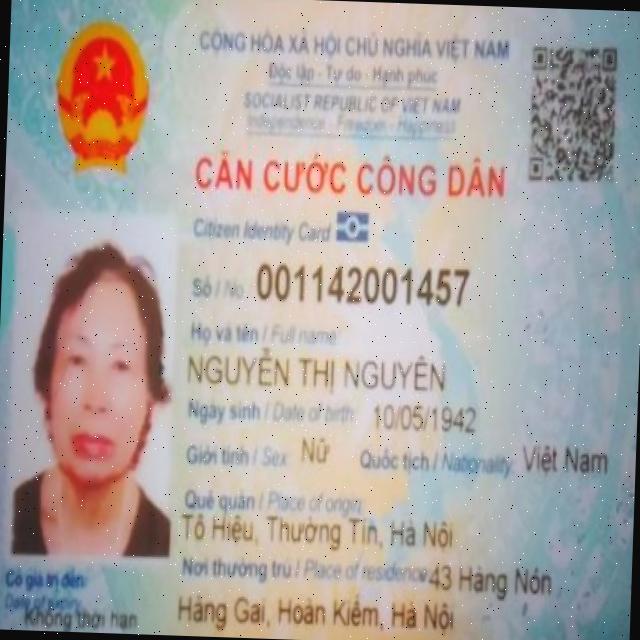 CỘNG HÒA XÃ HỘI CHỦ NGHĨA VIỆT NAM
Độc lập - Tự do - Hạnh phúc
SOCIALIST REPUBLIC OF VIET NAM
Independence - Freedom - Happiness
CĂN CƯỚC CÔNG DÂN
Citizen Identity Card
Số / No. 001142001457
Họ và tên / Full name:
NGUYỄN THỊ NGUYÊN
Ngày sinh / Date of birth: 10/05/1942
Giới tính / Sex: Nữ Quốc tịch / Nationality: Việt Nam
Quê quán / Place of origin:
Tô Hiệu, Thường Tín, Hà Nội
Nơi thường trú / Place of residence: 43 Hàng Nón
Hàng Gai, Hoàn Kiếm, Hà Nội
Có giá trị đến:
Date of expiry
Không thời hạn